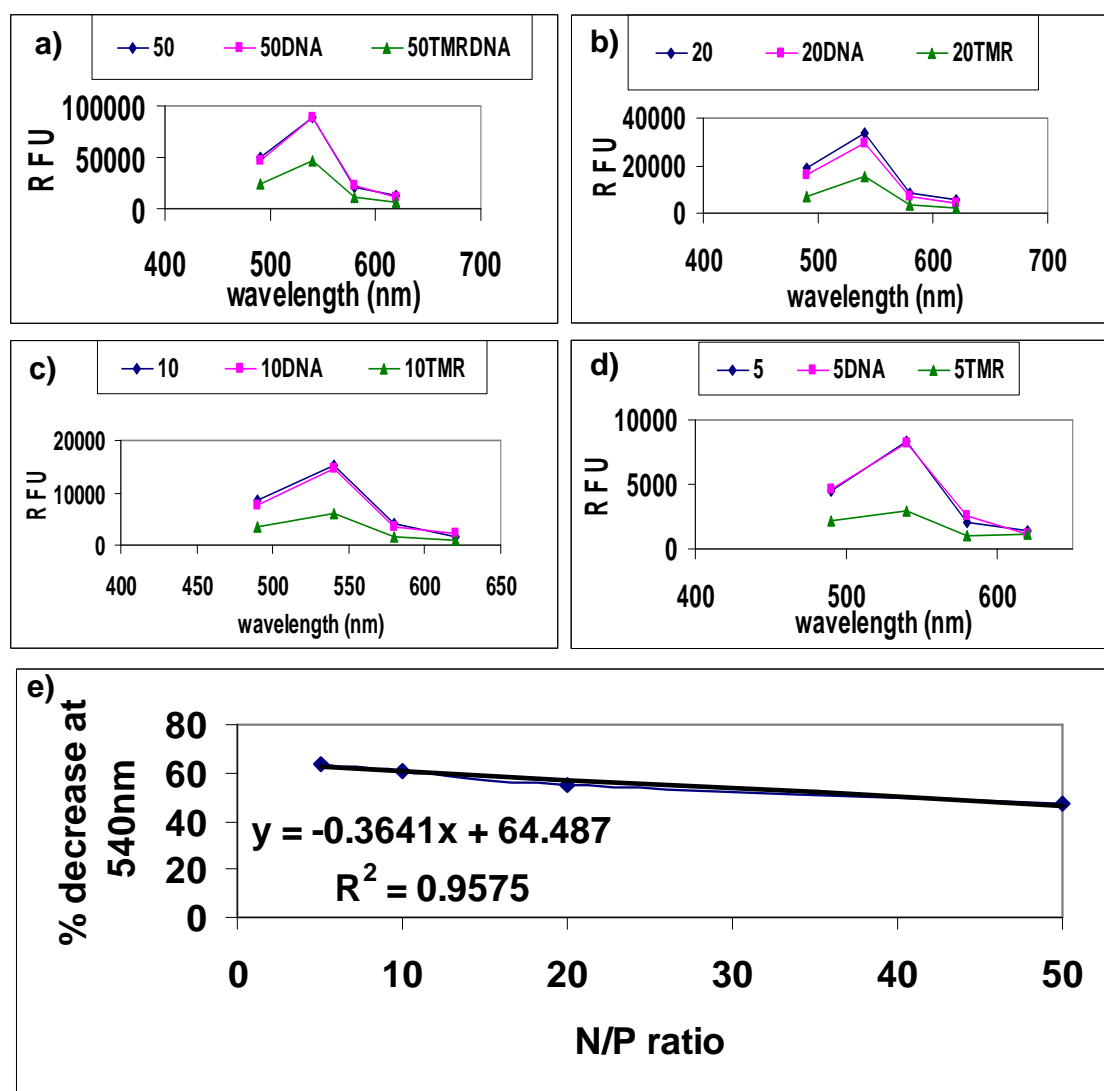 a)
50 50DNA 50TMRDNA
100000
50000
0
R F U
400 500 600 700
wavelength (nm)
b)
20 20DNA 20TMR
40000
20000
0
R F U
400 500 600 700
wavelength (nm)
c)
10 10DNA 10TMR
20000
10000
0
R F U
400 450 500 550 600 650
wavelength (nm)
d)
5 5DNA 5TMR
10000
5000
0
R F U
400 500 600
wavelength (nm)
e)
% decrease at
540nm
80
60
40
20
0
y = -0.3641x + 64.487
R² = 0.9575
0 10 20 30 40 50
N/P ratio